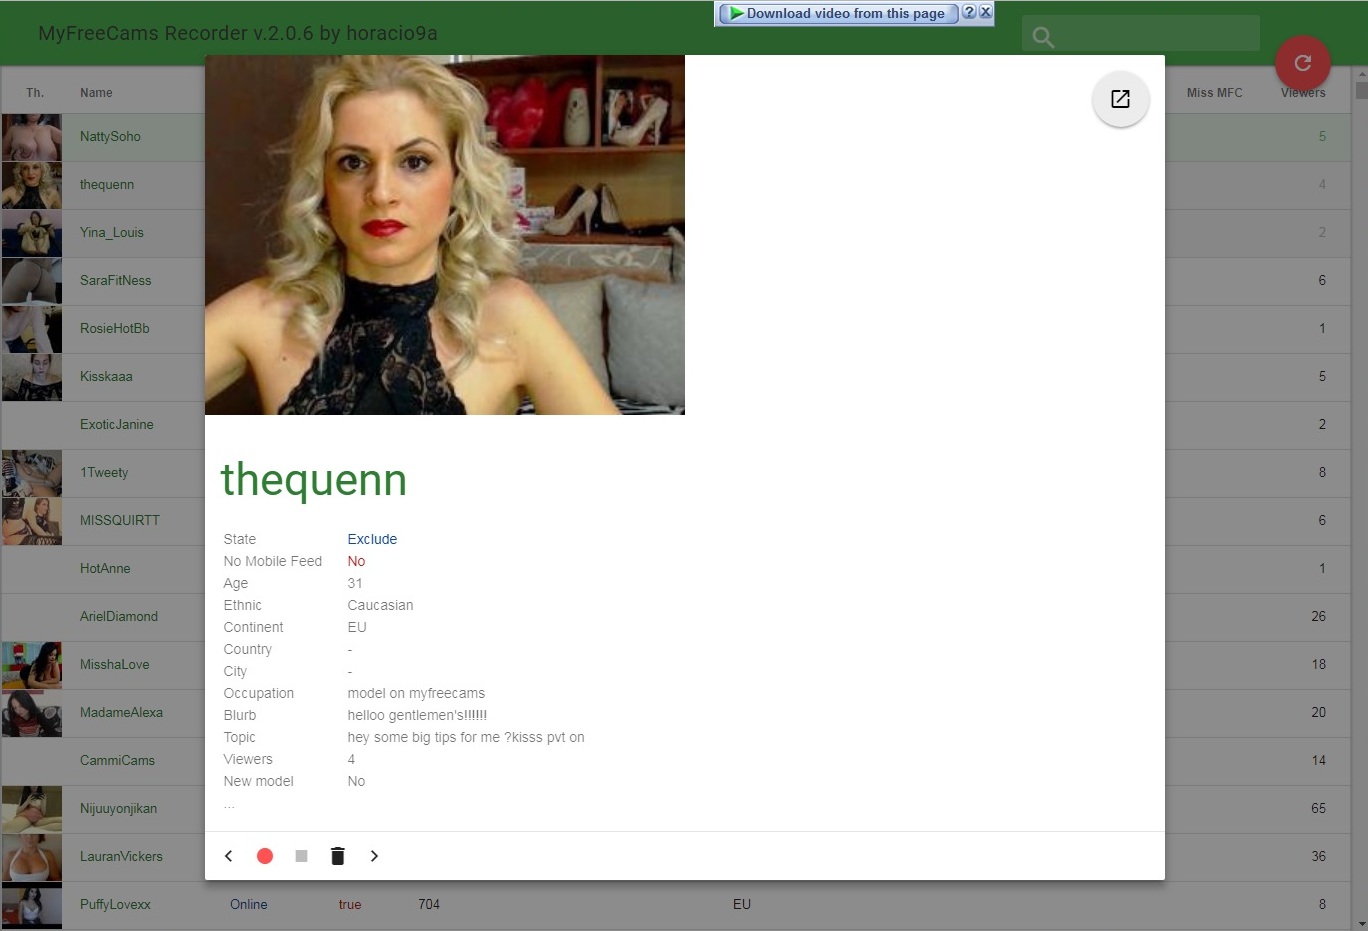 Download video from this page ? X
MyFreeCams Recorder v.2.0.6 by horacio9a
Th. Name Miss MFC Viewers
NattySoho 5
thequenn 4
Yina_Louis 2
SaraFitNess 6
RosieHotBb 1
Kisskaaa 5
ExoticJanine 2
1Tweety 8
MISSQUIRTT 6
HotAnne 1
ArielDiamond 26
MisshaLove 18
MadameAlexa 20
CammiCams 14
Nijuuyonjikan 65
LauranVickers 36
PuffyLovexx Online true 704 EU 8
thequenn
State Exclude
No Mobile Feed No
Age 31
Ethnic Caucasian
Continent EU
Country -
City -
Occupation model on myfreecams
Blurb helloo gentlemen's!!!!!!
Topic hey some big tips for me ?kisss pvt on
Viewers 4
New model No
...